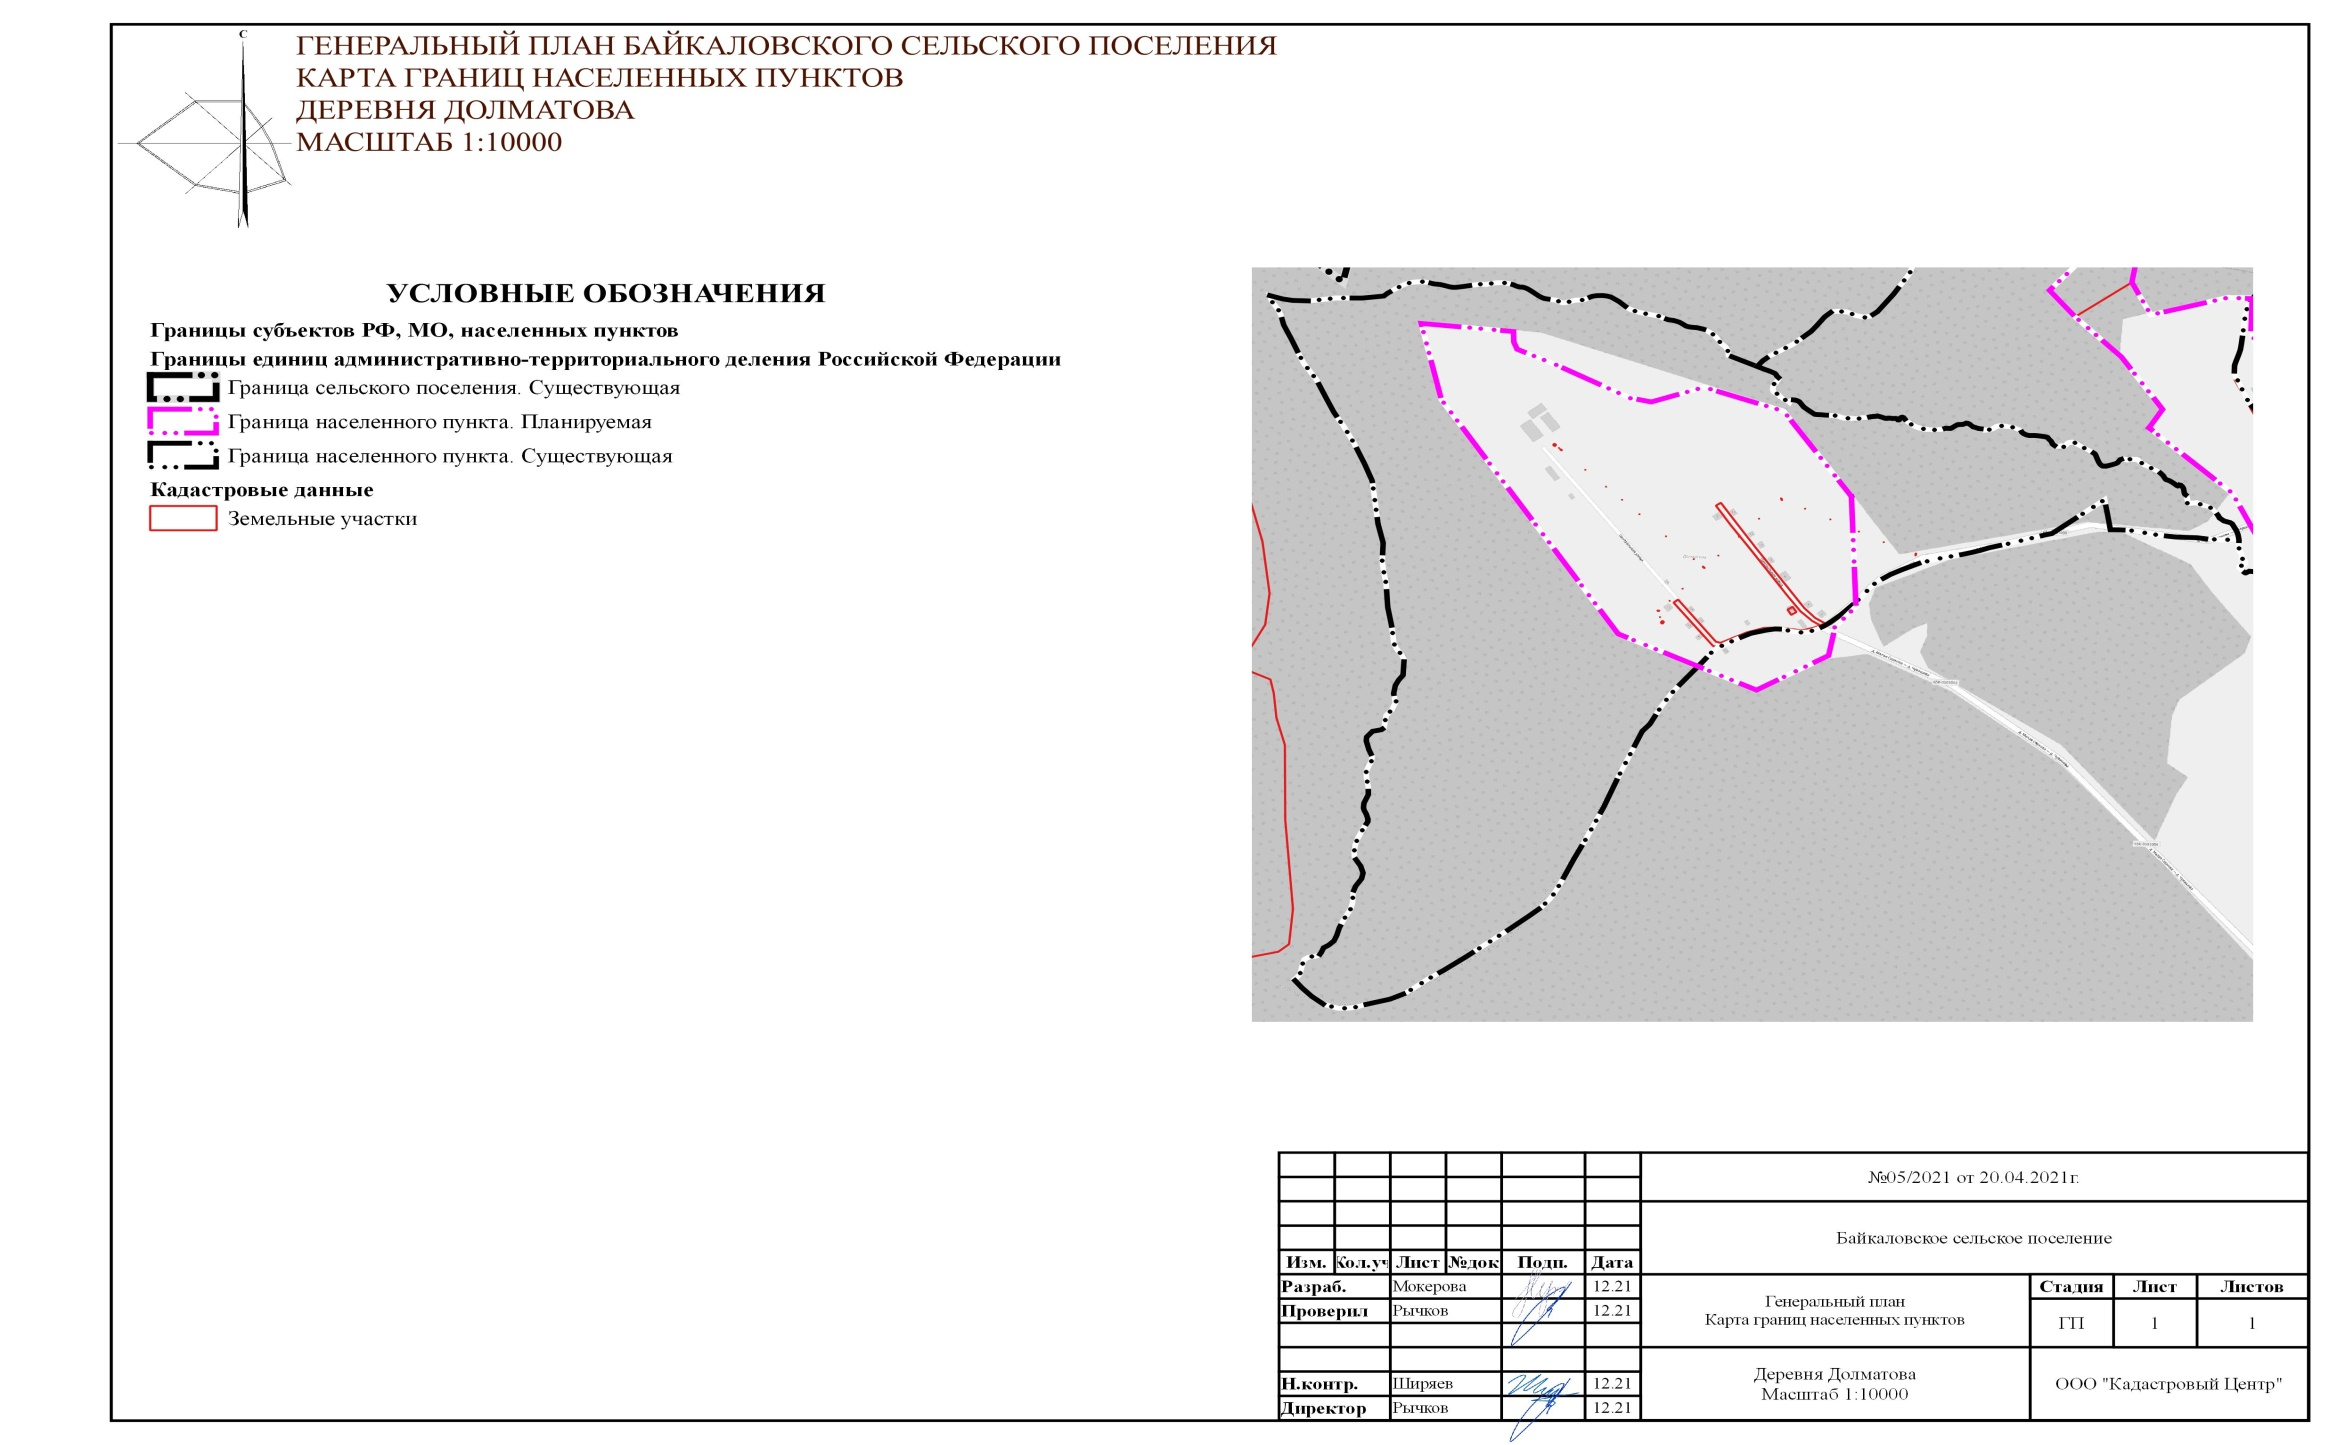 С
ГЕНЕРАЛЬНЫЙ ПЛАН БАЙКАЛОВСКОГО СЕЛЬСКОГО ПОСЕЛЕНИЯ
КАРТА ГРАНИЦ НАСЕЛЕННЫХ ПУНКТОВ
ДЕРЕВНЯ ДОЛМАТОВА
МАСШТАБ 1:10000
УСЛОВНЫЕ ОБОЗНАЧЕНИЯ
Границы субъектов РФ, МО, населенных пунктов
Границы единиц административно-территориального деления Российской Федерации
Граница сельского поселения. Существующая
Граница населенного пункта. Планируемая
Граница населенного пункта. Существующая
Кадастровые данные
Земельные участки
№05/2021 от 20.04.2021г.
Байкаловское сельское поселение
Изм. Кол.уч Лист №док Подп. Дата
Разраб. Мокерова 12.21
Проверил Рычков 12.21
Н.контр. Ширяев 12.21
Директор Рычков 12.21
Генеральный план
Карта границ населенных пунктов
Стадия Лист Листов
ГП 1 1
Деревня Долматова
Масштаб 1:10000
ООО "Кадастровый Центр"